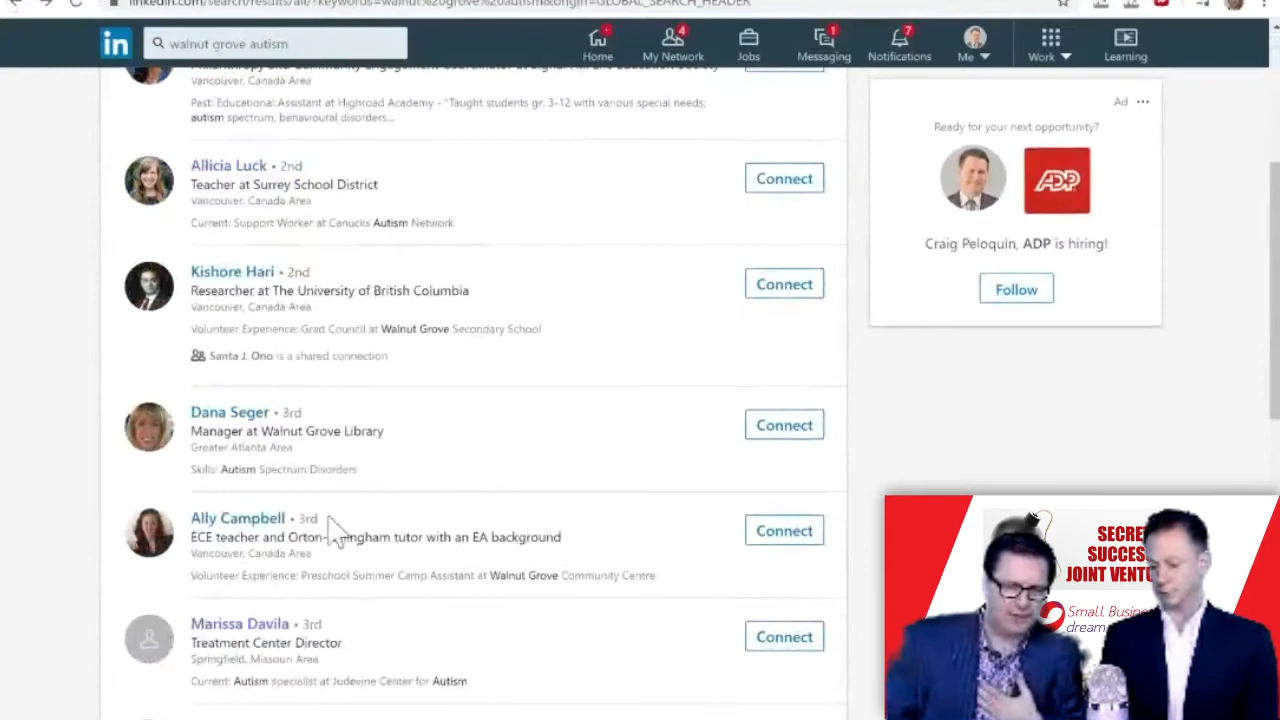 walnut grove autism
Home
4
My Network
Jobs
1
Messaging
7
Notifications
Me
Work
Learning
Vancouver, Canada Area
Past: Educational Assistant at Highroad Academy - "Taught students gr. 3-12 with various special needs;
autism spectrum, behavioural disorders...
Allicia Luck • 2nd
Teacher at Surrey School District
Vancouver, Canada Area
Current: Support Worker at Canucks Autism Network
Connect
Kishore Hari • 2nd
Researcher at The University of British Columbia
Vancouver, Canada Area
Volunteer Experience: Grad Council at Walnut Grove Secondary School
Santa J. Ono is a shared connection
Connect
Dana Seger • 3rd
Manager at Walnut Grove Library
Greater Atlanta Area
Skills: Autism Spectrum Disorders
Connect
Ally Campbell • 3rd
ECE teacher and Orton- ingham tutor with an EA background
Vancouver, Canada Area
Volunteer Experience: Preschool Summer Camp Assistant at Walnut Grove Community Centre
Connect
Marissa Davila • 3rd
Treatment Center Director
Springfield, Missouri Area
Current: Autism specialist at Judevine Center for Autism
Connect
Ad
Ready for your next opportunity?
ADP
Craig Peloquin, ADP is hiring!
Follow
SECRE
SUCCES
JOINT VENTU
Small Busines
dream